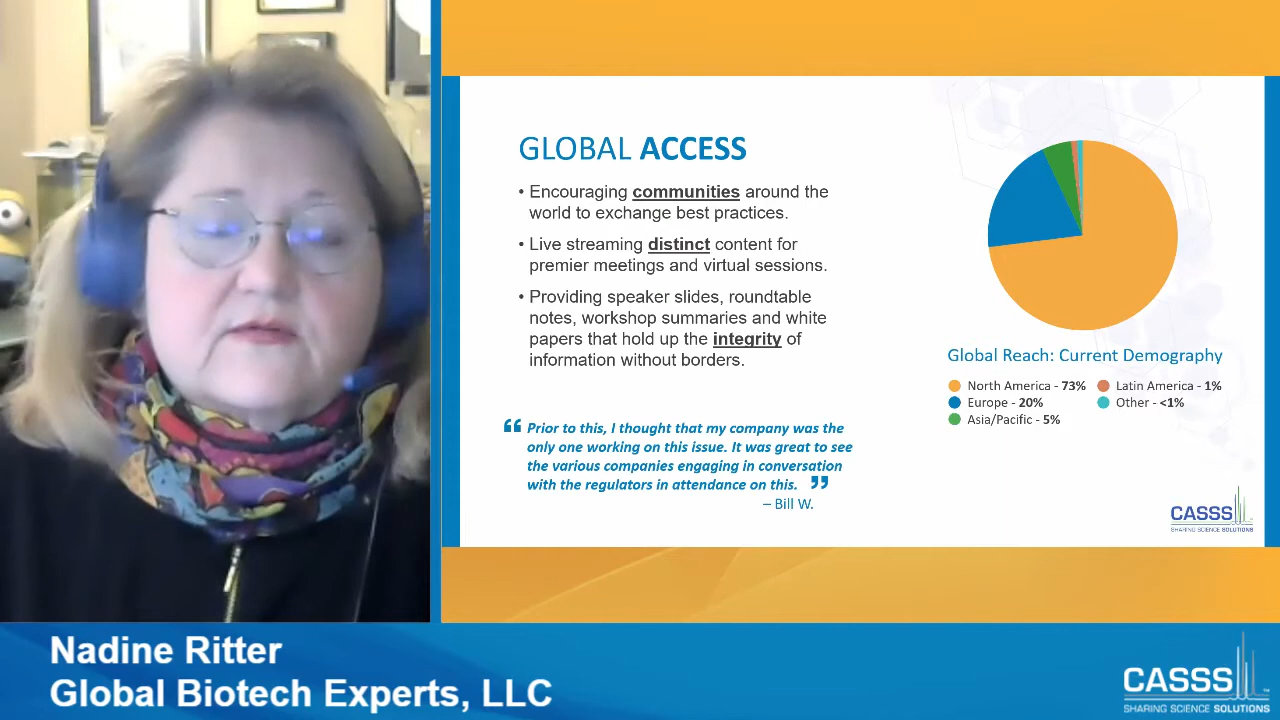 GLOBAL ACCESS
• Encouraging communities around the
world to exchange best practices.
• Live streaming distinct content for
premier meetings and virtual sessions.
• Providing speaker slides, roundtable
notes, workshop summaries and white
papers that hold up the integrity of
information without borders.
“ Prior to this, I thought that my company was the
only one working on this issue. It was great to see
the various companies engaging in conversation
with the regulators in attendance on this. ”
– Bill W.
Global Reach: Current Demography
North America - 73%
Latin America - 1%
Europe - 20%
Other - <1%
Asia/Pacific - 5%
CASSS
SHARING SCIENCE SOLUTIONS
Nadine Ritter
Global Biotech Experts, LLC
CASSS™
SHARING SCIENCE SOLUTIONS